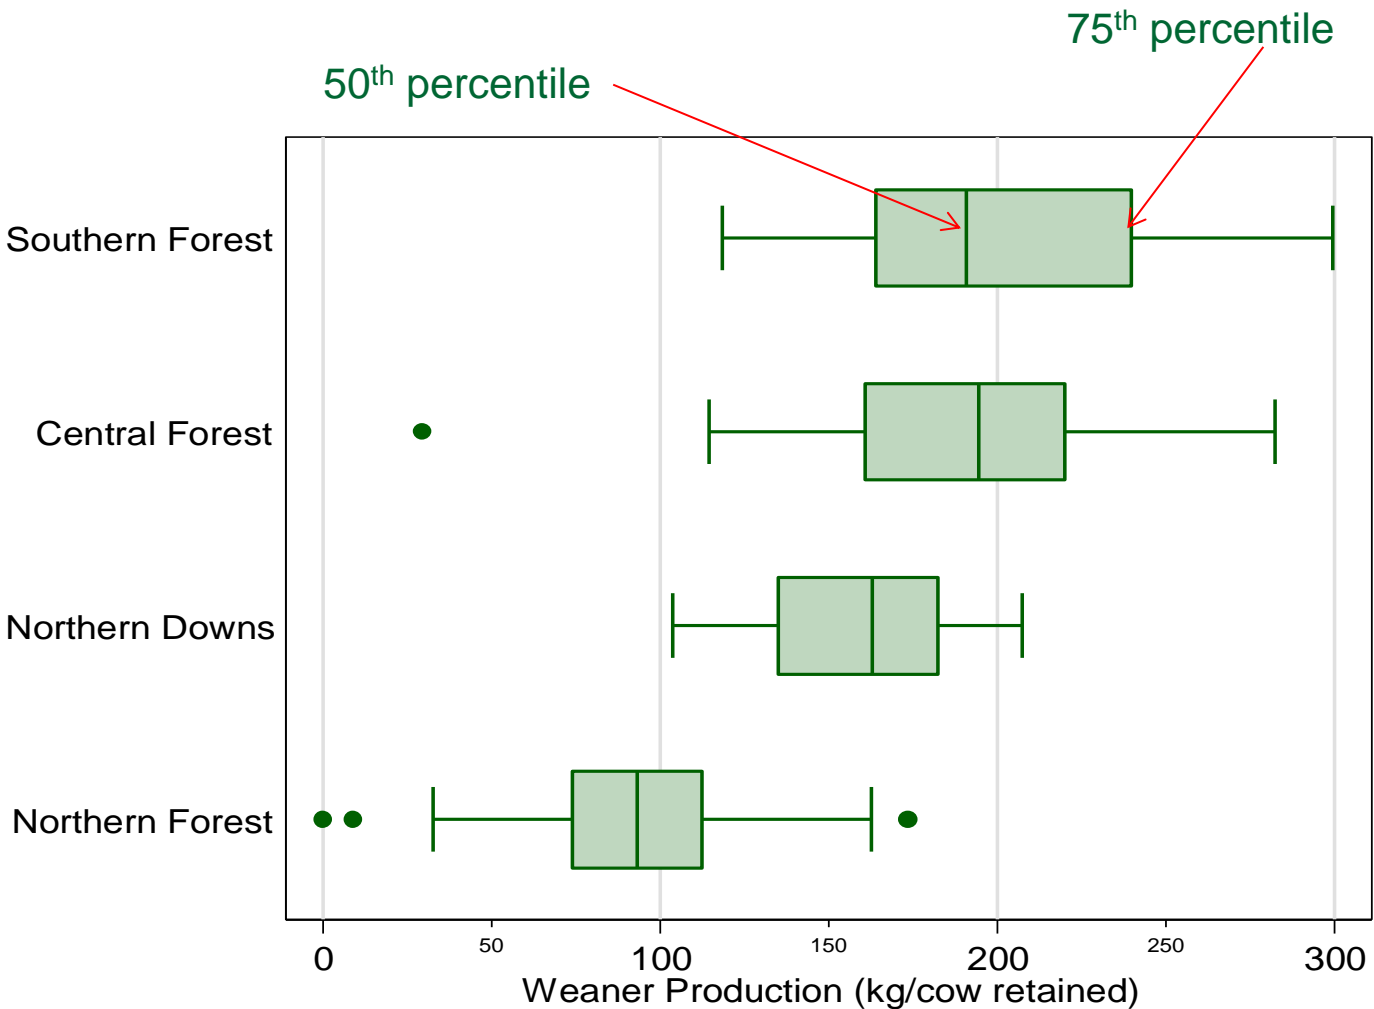 75th percentile
50th percentile
Southern Forest
Central Forest
Northern Downs
Northern Forest
0 50 100 150 200 250 300
Weaner Production (kg/cow retained)